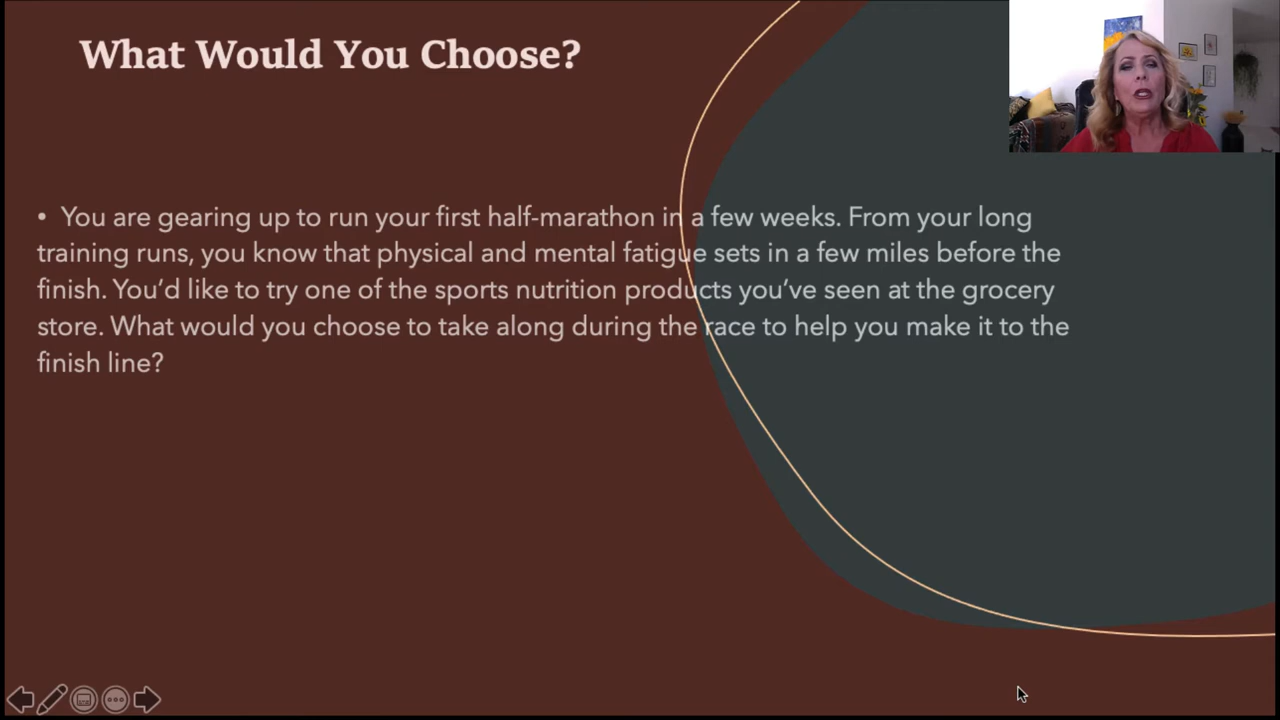 What Would You Choose?
• You are gearing up to run your first half-marathon in a few weeks. From your long
training runs, you know that physical and mental fatigue sets in a few miles before the
finish. You’d like to try one of the sports nutrition products you’ve seen at the grocery
store. What would you choose to take along during the race to help you make it to the
finish line?